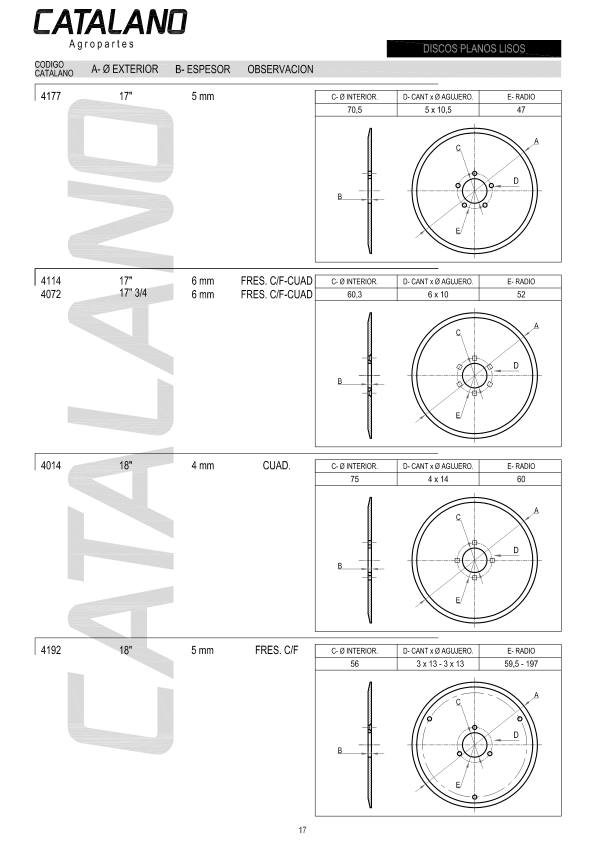 CATALANO
Agropartes
DISCOS PLANOS LISOS
CODIGO CATALANO A- Ø EXTERIOR B- ESPESOR OBSERVACION
4177 17" 5 mm
C- Ø INTERIOR. D- CANT x Ø AGUJERO. E- RADIO
70,5 5 x 10,5 47
A
C
D
B
E
4114 17" 6 mm FRES. C/F-CUAD
4072 17" 3/4 6 mm FRES. C/F-CUAD
C- Ø INTERIOR. D- CANT x Ø AGUJERO. E- RADIO
60,3 6 x 10 52
A
C
D
B
E
4014 18" 4 mm CUAD.
C- Ø INTERIOR. D- CANT x Ø AGUJERO. E- RADIO
75 4 x 14 60
A
C
D
B
E
4192 18" 5 mm FRES. C/F
C- Ø INTERIOR. D- CANT x Ø AGUJERO. E- RADIO
56 3 x 13 - 3 x 13 59,5 - 197
A
C
D
B
E
CATALANO
17